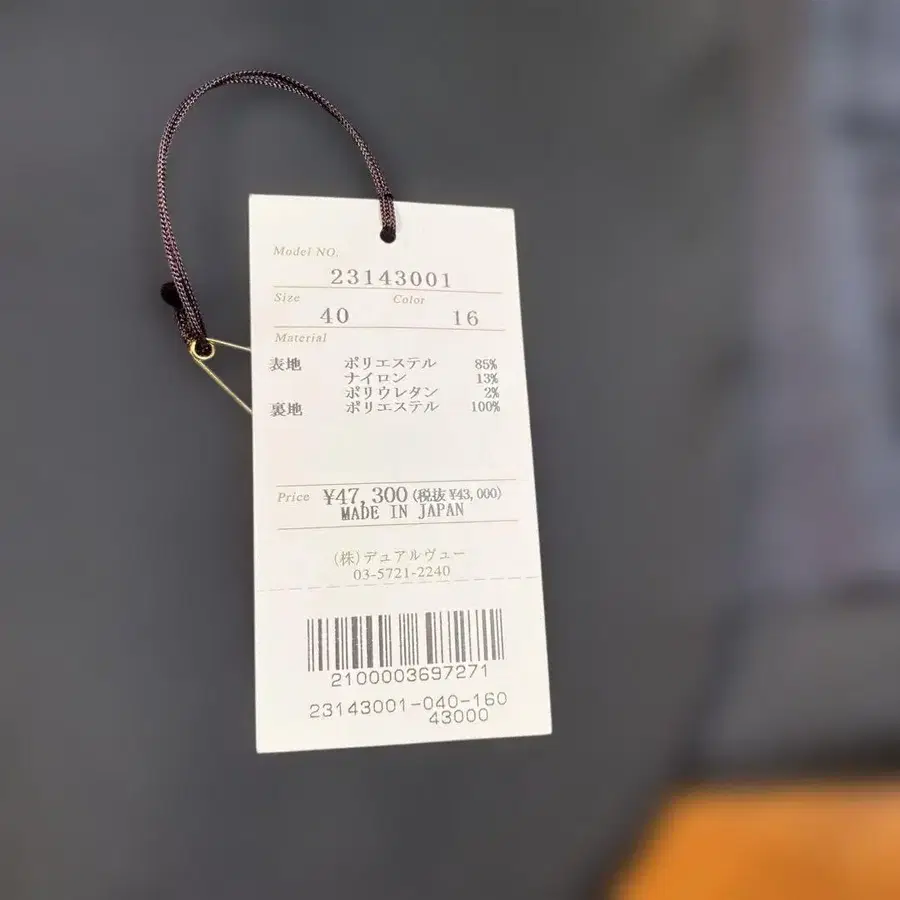 Model NO.
23143001
Size Color
40 16
Material
表地 ポリエステル 85%
ナイロン 13%
ポリウレタン 2%
裏地 ポリエステル 100%
Price ¥47,300 (税抜 ¥43,000)
MADE IN JAPAN
(株)デュアルヴュー
03-5721-2240
2100003697271
23143001-040-160
43000